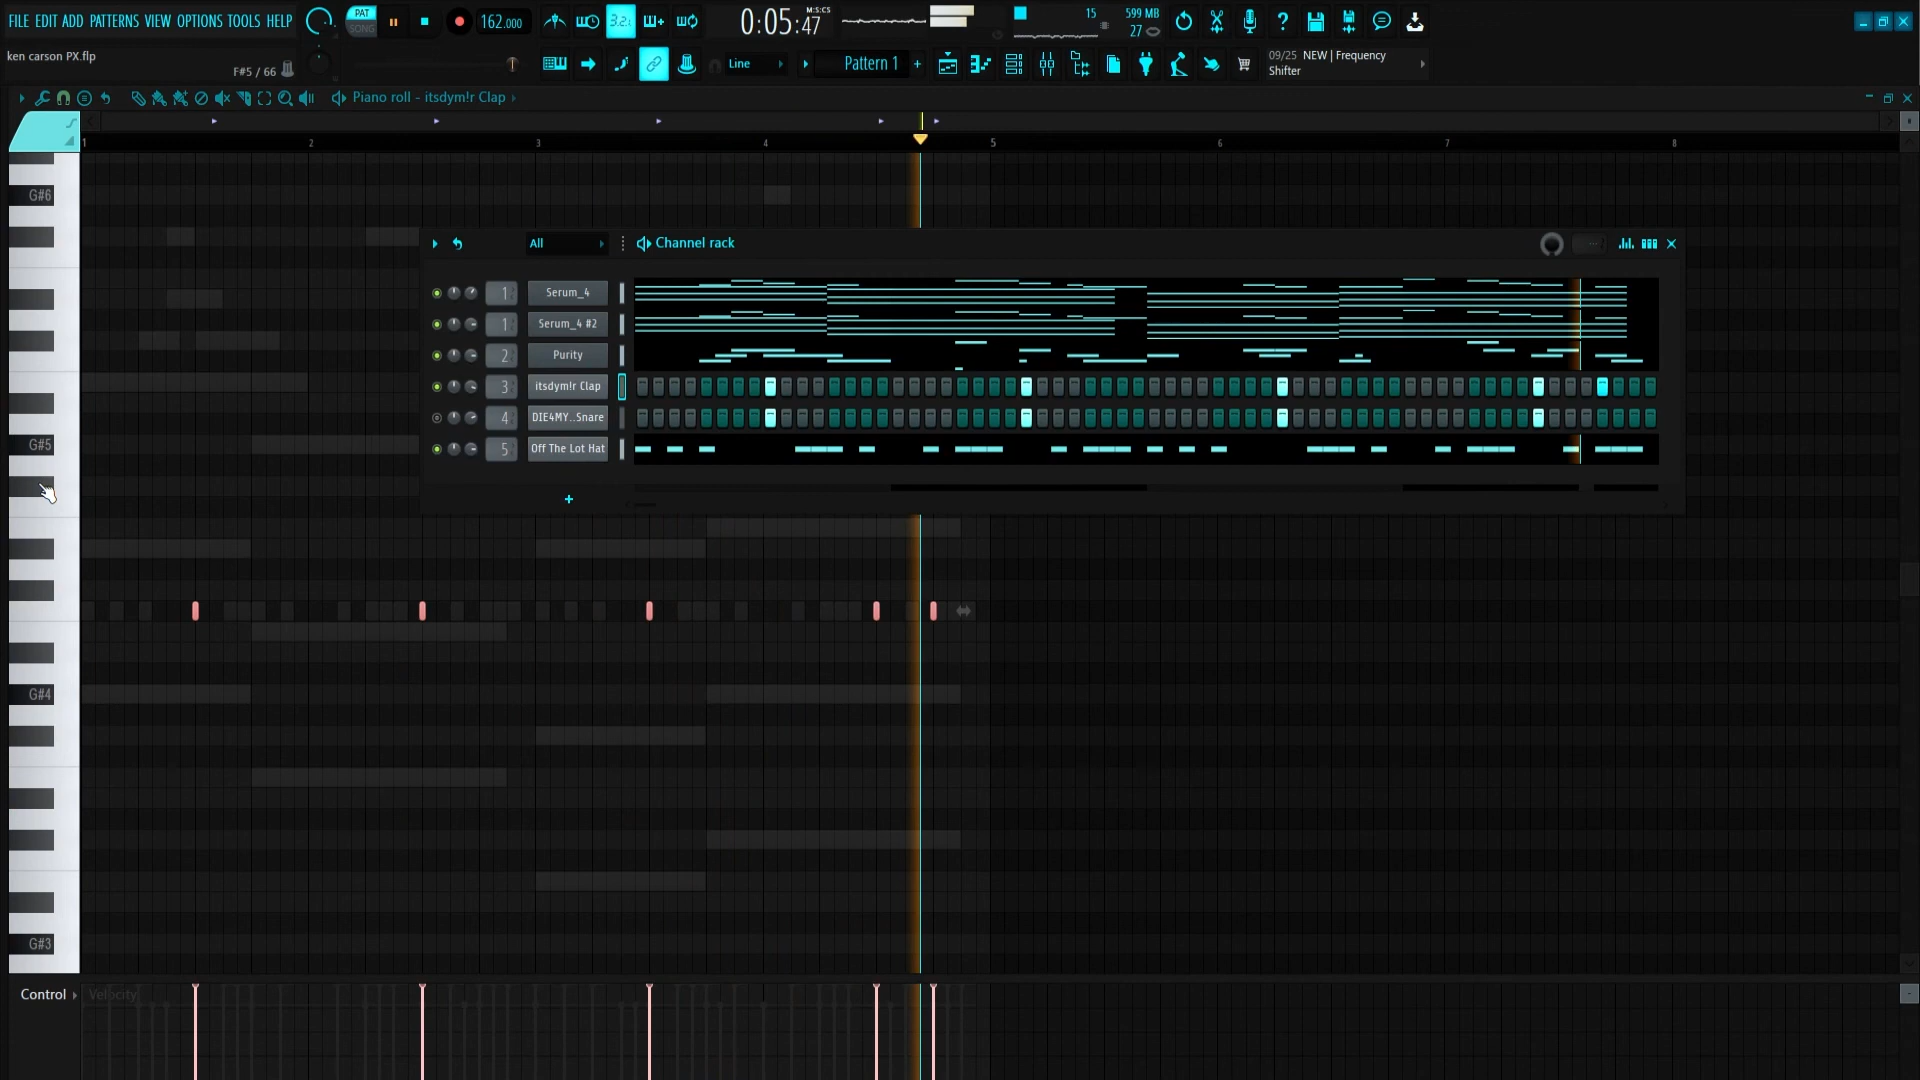 FILE EDIT ADD PATTERNS VIEW OPTIONS TOOLS HELP
PAT
SONG
162.000
3.2.
0:05:47
M:S:CS
15
599 MB
27
ken carson PX.flp
F#5 / 66
Line
Pattern 1
+
09/25 NEW | Frequency
Shifter
Piano roll - itsdym!r Clap
1 2 3 4 5 6 7 8
G#6
All
Channel rack
1 Serum_4
1 Serum_4 #2
2 Purity
3 itsdym!r Clap
4 DIE4MY..Snare
5 Off The Lot Hat
+
G#5
G#4
G#3
Control
Velocity